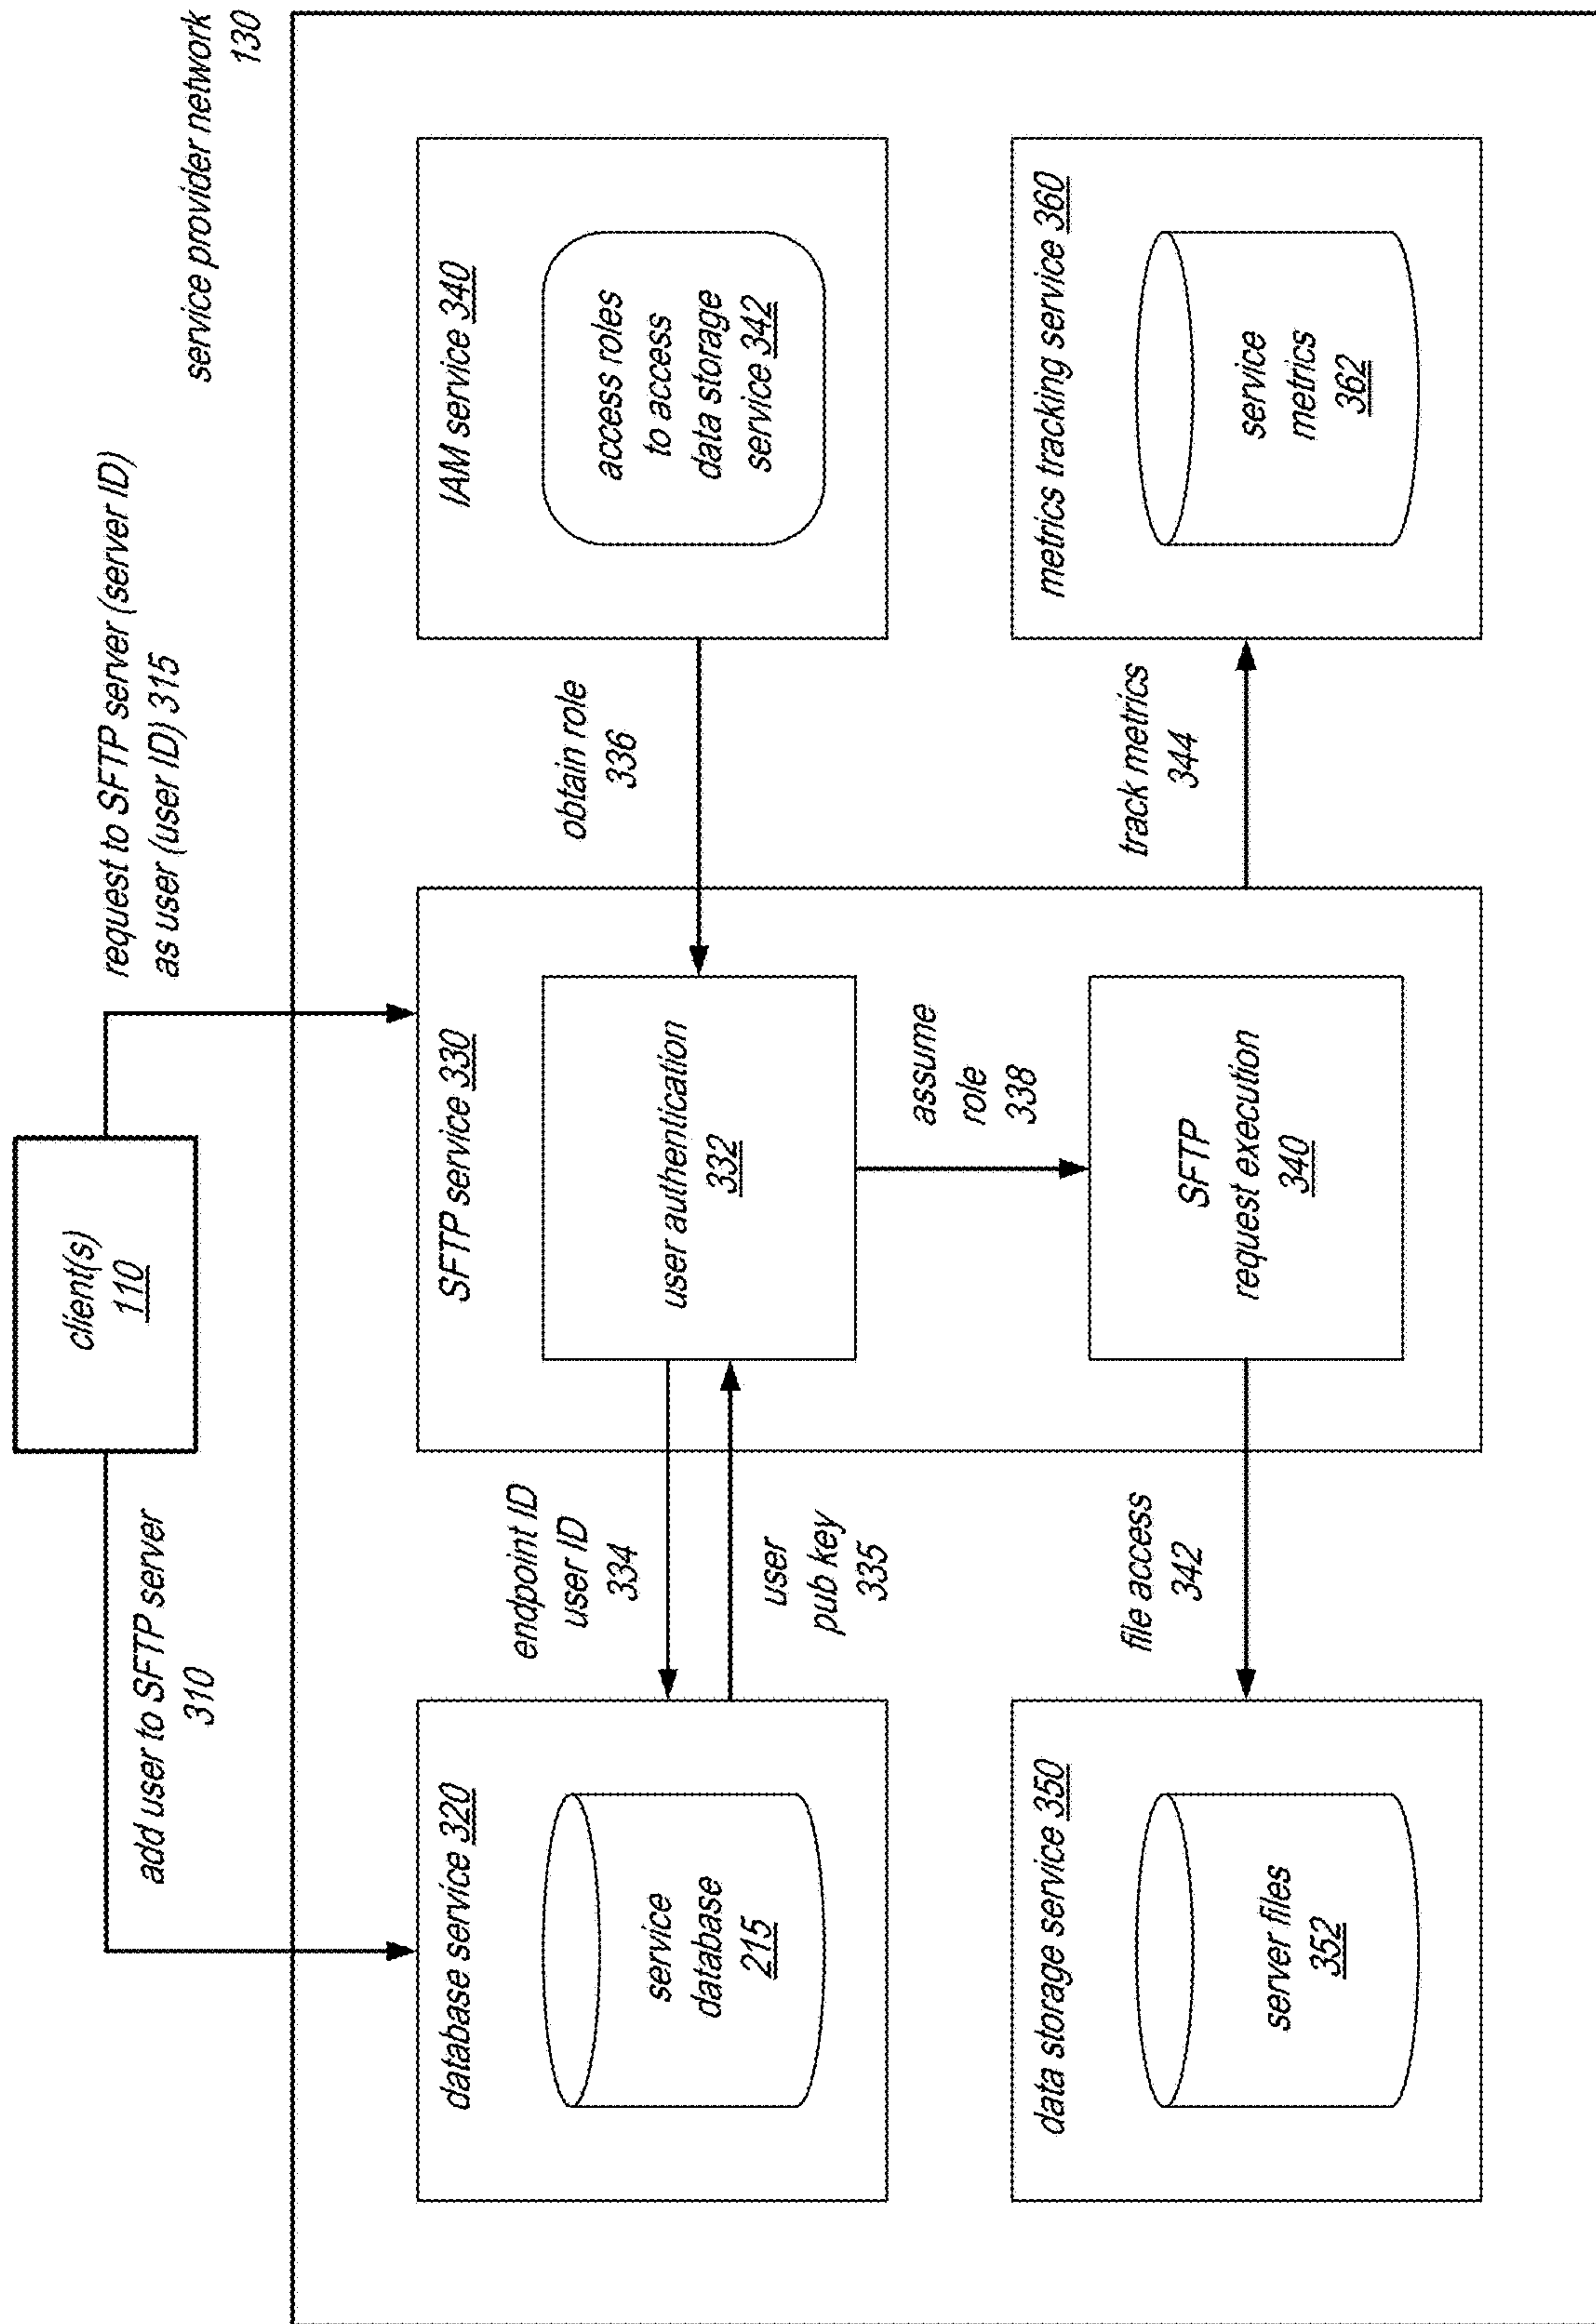 client(s)
110
add user to SFTP server
310
request to SFTP server (server ID)
as user (user ID) 315
service provider network
130
database service 320
service
database
215
endpoint ID
user ID
334
user
pub key
335
SFTP service 330
user authentication
332
obtain role
336
IAM service 340
access roles
to access
data storage
service 342
assume
role
338
data storage service 350
server files
352
file access
342
SFTP
request execution
340
track metrics
344
metrics tracking service 360
service
metrics
362